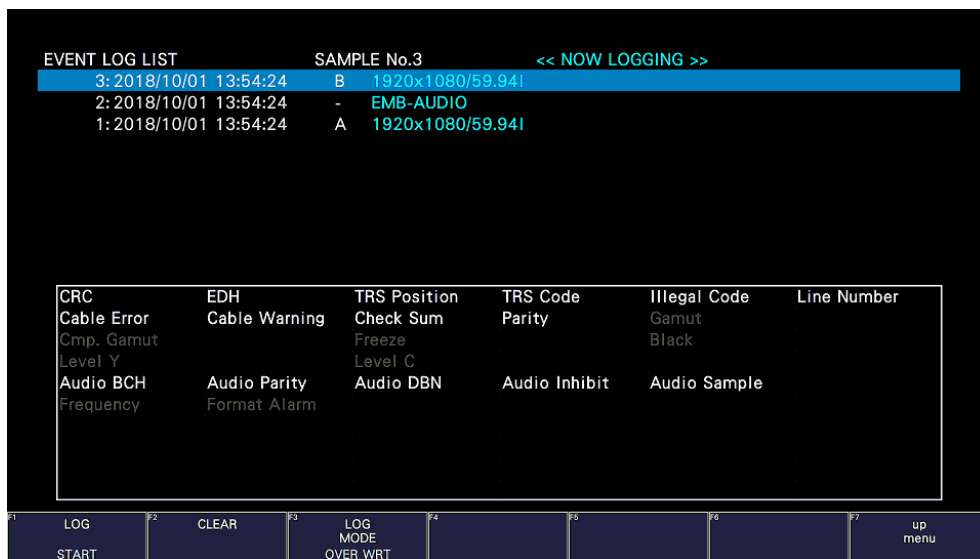 EVENT LOG LIST SAMPLE No.3 << NOW LOGGING >>
3: 2018/10/01 13:54:24 B 1920x1080/59.94I
2: 2018/10/01 13:54:24 - EMB-AUDIO
1: 2018/10/01 13:54:24 A 1920x1080/59.94I
CRC EDH TRS Position TRS Code Illegal Code Line Number
Cable Error Cable Warning Check Sum Parity Gamut
Cmp. Gamut Freeze Black
Level Y Level C
Audio BCH Audio Parity Audio DBN Audio Inhibit Audio Sample
Frequency Format Alarm
F1 LOG START
F2 CLEAR
F3 LOG MODE OVER WRT
F4
F5
F6
F7 up menu